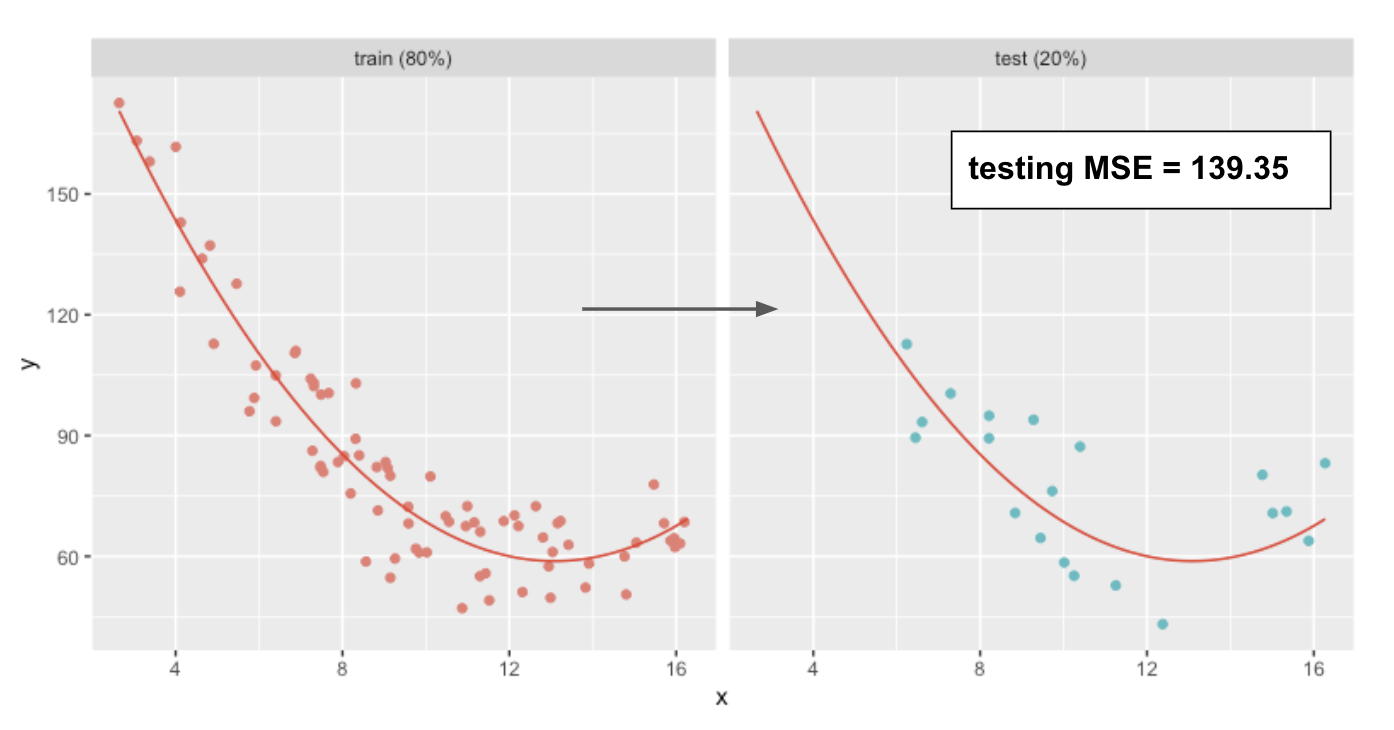 train (80%)
test (20%)
testing MSE = 139.35
150
120
90
60
y
4
8
12
16
4
8
12
16
x